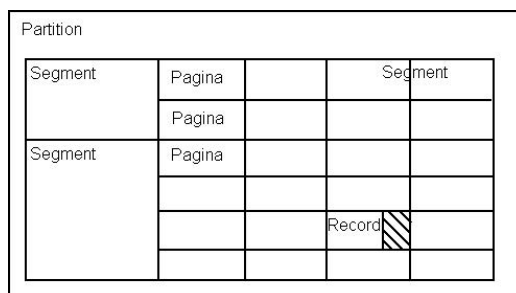 Partition
Segment Pagina Segment
Pagina
Segment Pagina
Record